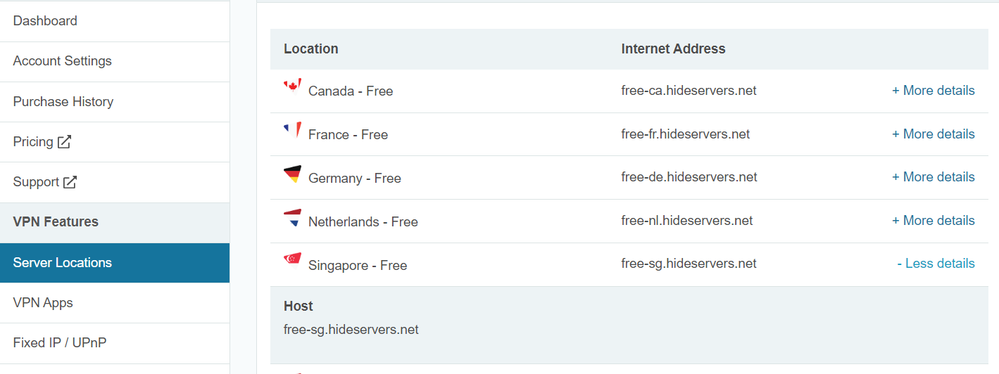 Dashboard
Account Settings
Purchase History
Pricing
Support
VPN Features
Server Locations
VPN Apps
Fixed IP / UPnP
Location Internet Address
Canada - Free free-ca.hideservers.net + More details
France - Free free-fr.hideservers.net + More details
Germany - Free free-de.hideservers.net + More details
Netherlands - Free free-nl.hideservers.net + More details
Singapore - Free free-sg.hideservers.net - Less details
Host
free-sg.hideservers.net